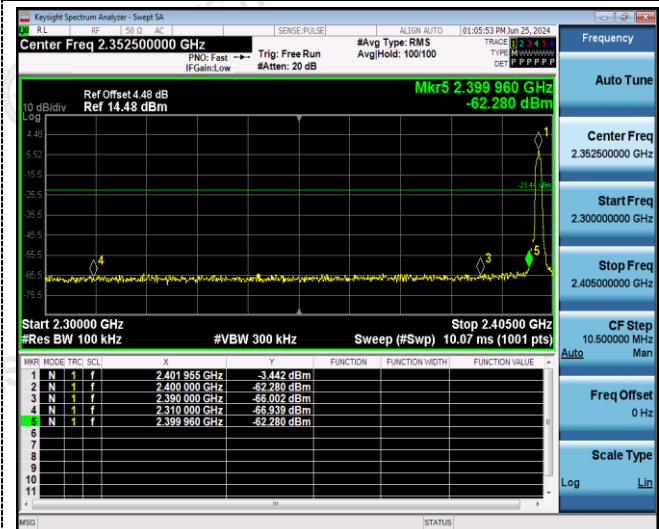 Keysight Spectrum Analyzer - Swept SA
RL RF 50 Ω AC SENSE:PULSE ALIGN AUTO 01:05:53 PM Jun 25, 2024
Center Freq 2.352500000 GHz
PNO: Fast
IFGain:Low
Trig: Free Run
#Atten: 20 dB
#Avg Type: RMS
Avg|Hold: 100/100
TRACE 1 2 3 4 5 6
TYPE M W W W W W
DET P P P P P P
10 dB/div
Log
Ref Offset 4.48 dB
Ref 14.48 dBm
Mkr5 2.399 960 GHz
-62.280 dBm
4.48
-5.52
-15.5
-25.5
-35.5
-45.5
-55.5
-65.5
-75.5
1
-23.44 dBm
4
3
5
Start 2.30000 GHz
Stop 2.40500 GHz
#Res BW 100 kHz
#VBW 300 kHz
Sweep (#Swp) 10.07 ms (1001 pts)
MKR MODE TRC SCL X Y FUNCTION FUNCTION WIDTH FUNCTION VALUE
1 N 1 f 2.401 955 GHz -3.442 dBm
2 N 1 f 2.400 000 GHz -62.280 dBm
3 N 1 f 2.390 000 GHz -66.002 dBm
4 N 1 f 2.310 000 GHz -66.939 dBm
5 N 1 f 2.399 960 GHz -62.280 dBm
6
7
8
9
10
11
MSG STATUS
Frequency
Auto Tune
Center Freq
2.352500000 GHz
Start Freq
2.300000000 GHz
Stop Freq
2.405000000 GHz
CF Step
10.500000 MHz
Auto Man
Freq Offset
0 Hz
Scale Type
Log Lin